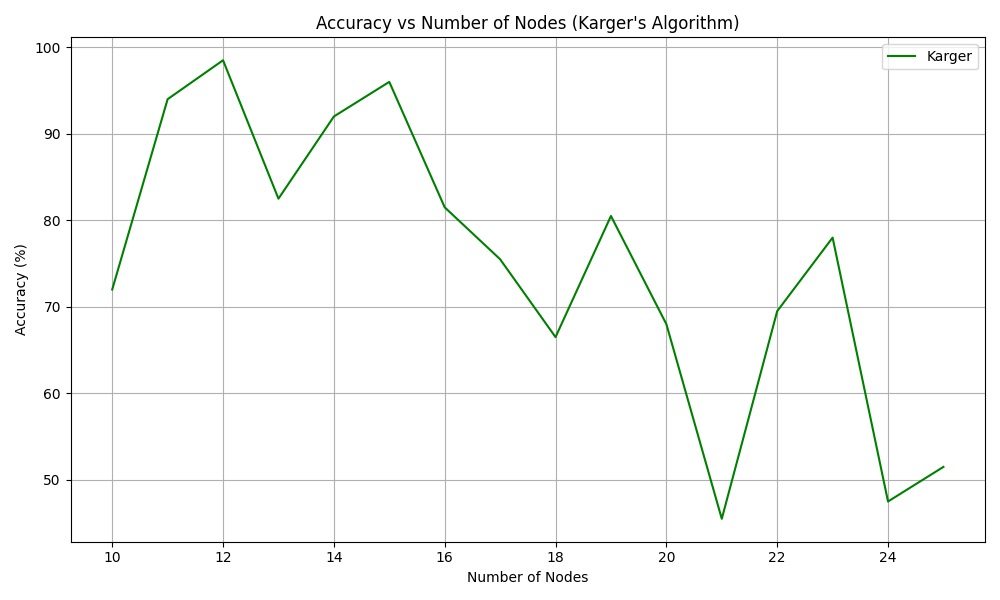 Accuracy vs Number of Nodes (Karger's Algorithm)
Karger
Accuracy (%)
100
90
80
70
60
50
10 12 14 16 18 20 22 24
Number of Nodes